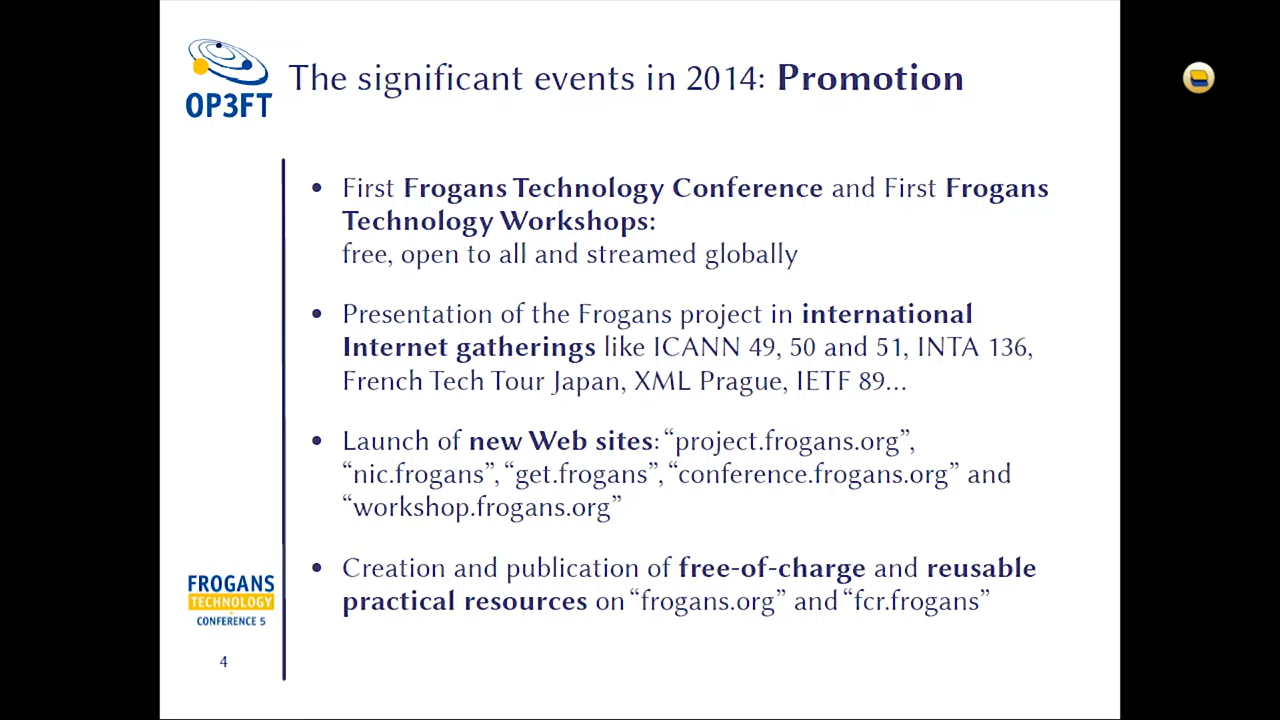 OP3FT
The significant events in 2014: Promotion
• First Frogans Technology Conference and First Frogans
Technology Workshops:
free, open to all and streamed globally
• Presentation of the Frogans project in international
Internet gatherings like ICANN 49, 50 and 51, INTA 136,
French Tech Tour Japan, XML Prague, IETF 89...
• Launch of new Web sites: “project.frogans.org”,
“nic.frogans”, “get.frogans”, “conference.frogans.org” and
“workshop.frogans.org”
• Creation and publication of free-of-charge and reusable
practical resources on “frogans.org” and “fcr.frogans”
FROGANS
TECHNOLOGY
CONFERENCE 5
4